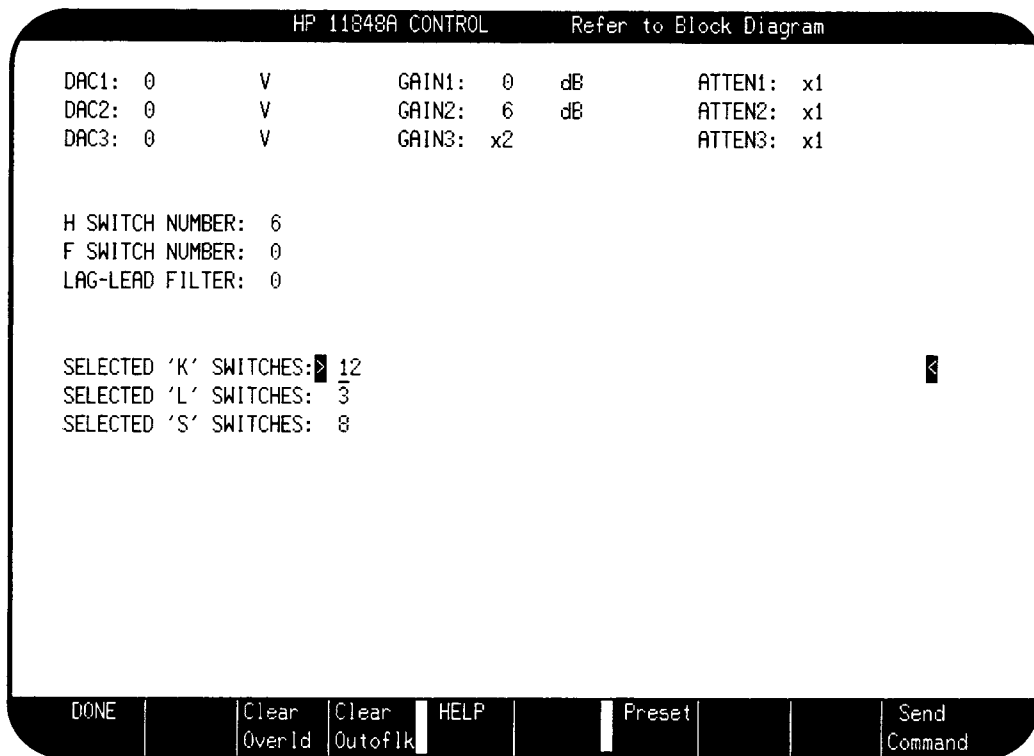 HP 11848A CONTROL Refer to Block Diagram
DAC1: 0 V GAIN1: 0 dB ATTEN1: x1
DAC2: 0 V GAIN2: 6 dB ATTEN2: x1
DAC3: 0 V GAIN3: x2 ATTEN3: x1
H SWITCH NUMBER: 6
F SWITCH NUMBER: 0
LAG-LEAD FILTER: 0
SELECTED 'K' SWITCHES:> 12 <
SELECTED 'L' SWITCHES: 3
SELECTED 'S' SWITCHES: 8
DONE Clear Clear HELP Preset Send
Overld Outoflk Command